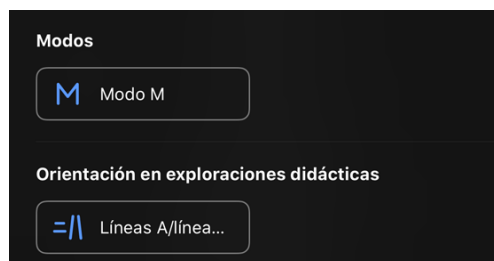 Modos
Modo M
Orientación en exploraciones didácticas
Líneas A/línea...